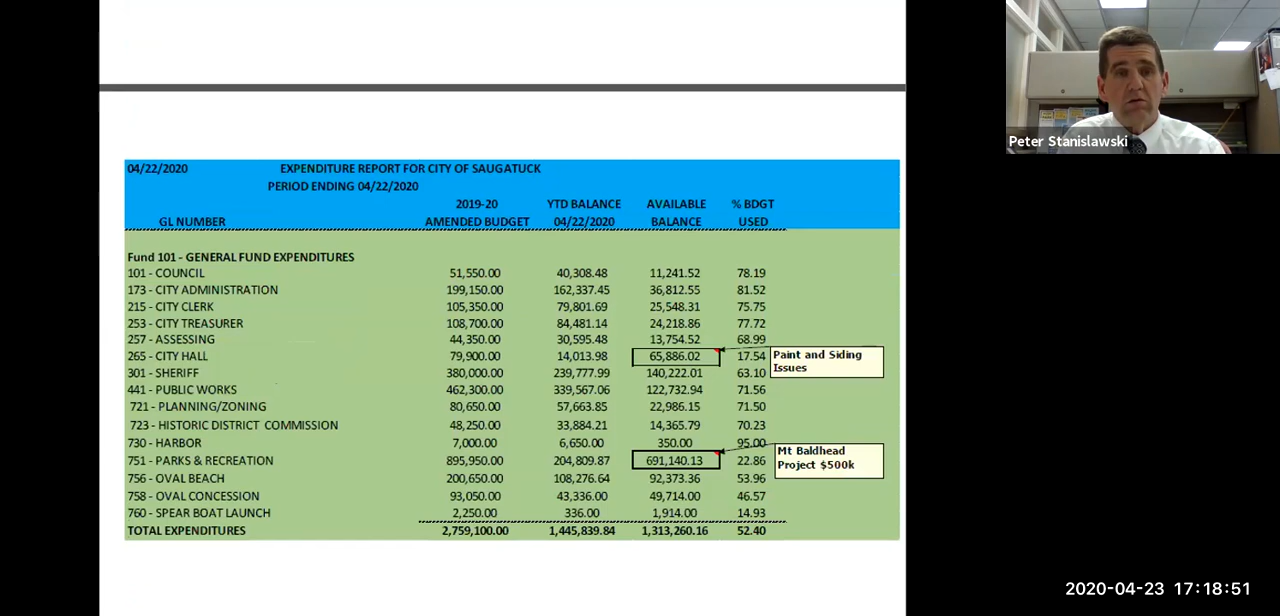 04/22/2020 EXPENDITURE REPORT FOR CITY OF SAUGATUCK
PERIOD ENDING 04/22/2020
2019-20 YTD BALANCE AVAILABLE % BDGT
GL NUMBER AMENDED BUDGET 04/22/2020 BALANCE USED
Fund 101 - GENERAL FUND EXPENDITURES
101 - COUNCIL 51,550.00 40,308.48 11,241.52 78.19
173 - CITY ADMINISTRATION 199,150.00 162,337.45 36,812.55 81.52
215 - CITY CLERK 105,350.00 79,801.69 25,548.31 75.75
253 - CITY TREASURER 108,700.00 84,481.14 24,218.86 77.72
257 - ASSESSING 44,350.00 30,595.48 13,754.52 68.99
265 - CITY HALL 79,900.00 14,013.98 65,886.02 17.54
Paint and Siding
Issues
301 - SHERIFF 380,000.00 239,777.99 140,222.01 63.10
441 - PUBLIC WORKS 462,300.00 339,567.06 122,732.94 71.56
721 - PLANNING/ZONING 80,650.00 57,663.85 22,986.15 71.50
723 - HISTORIC DISTRICT COMMISSION 48,250.00 33,884.21 14,365.79 70.23
730 - HARBOR 7,000.00 6,650.00 350.00 95.00
751 - PARKS & RECREATION 895,950.00 204,809.87 691,140.13 22.86
Mt Baldhead
Project $500k
756 - OVAL BEACH 200,650.00 108,276.64 92,373.36 53.96
758 - OVAL CONCESSION 93,050.00 43,336.00 49,714.00 46.57
760 - SPEAR BOAT LAUNCH 2,250.00 336.00 1,914.00 14.93
TOTAL EXPENDITURES 2,759,100.00 1,445,839.84 1,313,260.16 52.40
Peter Stanislawski
2020-04-23 17:18:51